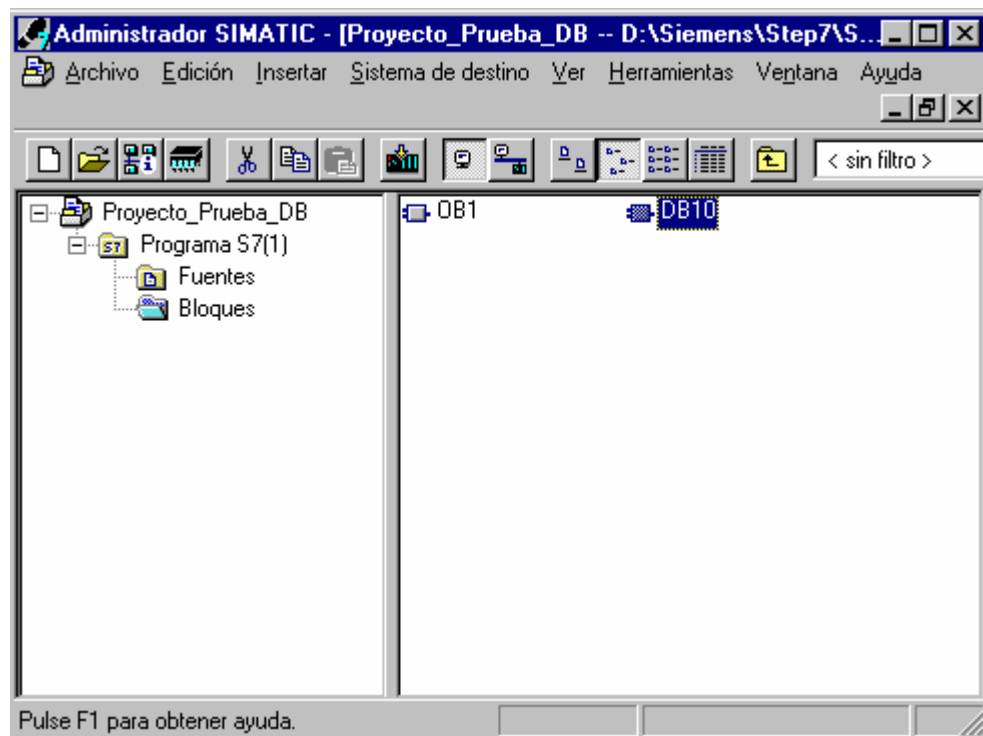 Administrador SIMATIC - [Proyecto_Prueba_DB -- D:\Siemens\Step7\S...
Archivo Edición Insertar Sistema de destino Ver Herramientas Ventana Ayuda
< sin filtro >
Proyecto_Prueba_DB
Programa S7(1)
Fuentes
Bloques
OB1 DB10
Pulse F1 para obtener ayuda.